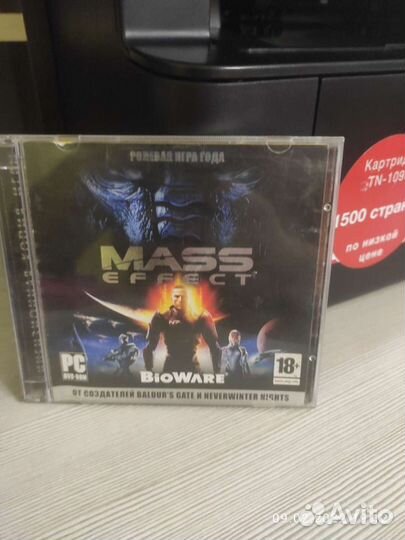 РОЛЕВАЯ ИГРА ГОДА
MASS
EFFECT
PC
DVD-ROM
BIOWARE
18+
ОТ СОЗДАТЕЛЕЙ BALDUR'S GATE И NEVERWINTER NIGHTS
Картрид
TN-109
1500 стран
по низкой
цене
Avito